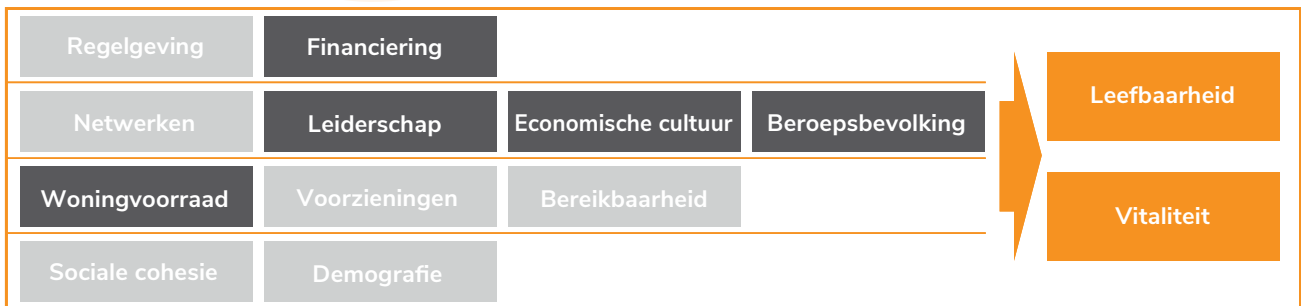 Regelgeving
Financiering
Netwerken
Leiderschap
Economische cultuur
Beroepsbevolking
Woningvoorraad
Voorzieningen
Bereikbaarheid
Sociale cohesie
Demografie
Leefbaarheid
Vitaliteit